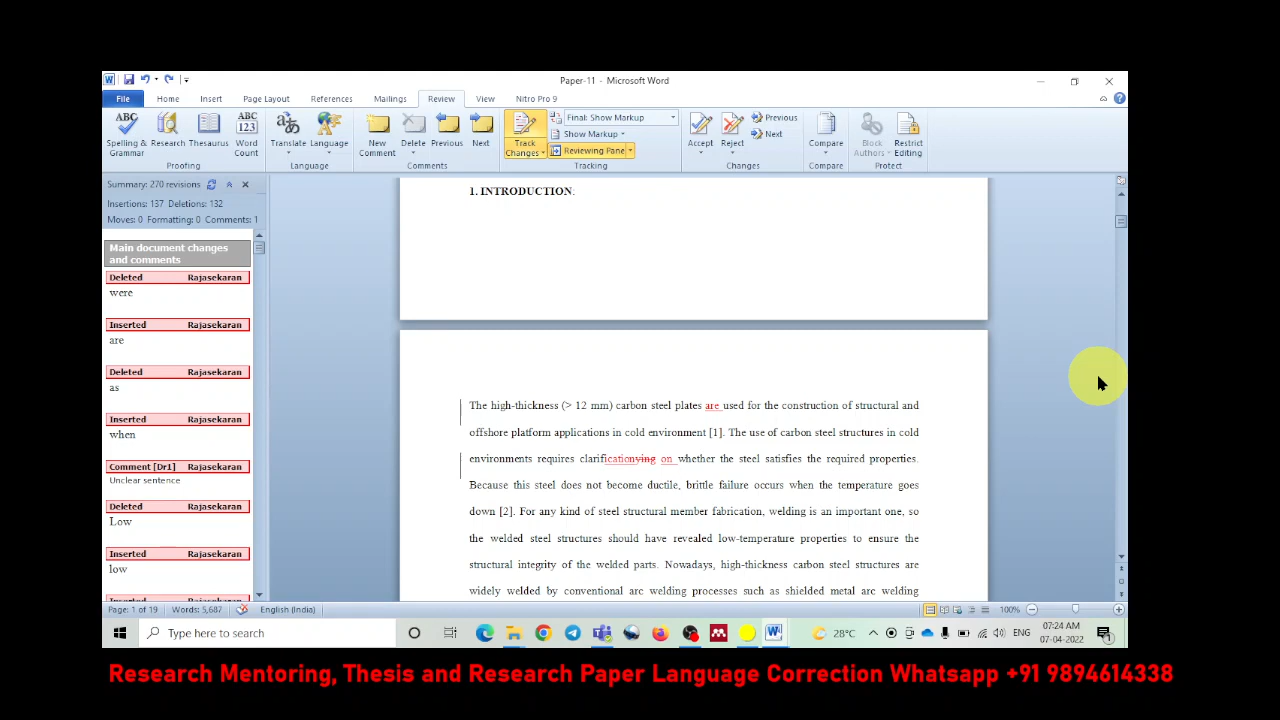 Paper-11 - Microsoft Word
File Home Insert Page Layout References Mailings Review View Nitro Pro 9
ABC ABC 123
Spelling & Grammar Research Thesaurus Word Count Translate Language New Comment Delete Previous Next Track Changes Final: Show Markup Show Markup Reviewing Pane Accept Reject Previous Next Compare Block Authors Restrict Editing
Proofing Language Comments Tracking Changes Compare Protect
Summary: 270 revisions
Insertions: 137 Deletions: 132
Moves: 0 Formatting: 0 Comments: 1
Main document changes
and comments
Deleted Rajasekaran
were
Inserted Rajasekaran
are
Deleted Rajasekaran
as
Inserted Rajasekaran
when
Comment [Dr1] Rajasekaran
Unclear sentence
Deleted Rajasekaran
Low
Inserted Rajasekaran
low
1. INTRODUCTION:
The high-thickness (> 12 mm) carbon steel plates are used for the construction of structural and
offshore platform applications in cold environment [1]. The use of carbon steel structures in cold
environments requires clarificationying on whether the steel satisfies the required properties.
Because this steel does not become ductile, brittle failure occurs when the temperature goes
down [2]. For any kind of steel structural member fabrication, welding is an important one, so
the welded steel structures should have revealed low-temperature properties to ensure the
structural integrity of the welded parts. Nowadays, high-thickness carbon steel structures are
widely welded by conventional arc welding processes such as shielded metal arc welding
Page: 1 of 19 Words: 5,687 English (India) 100%
Type here to search 28°C ENG 07:24 AM
07-04-2022
Research Mentoring, Thesis and Research Paper Language Correction Whatsapp +91 9894614338